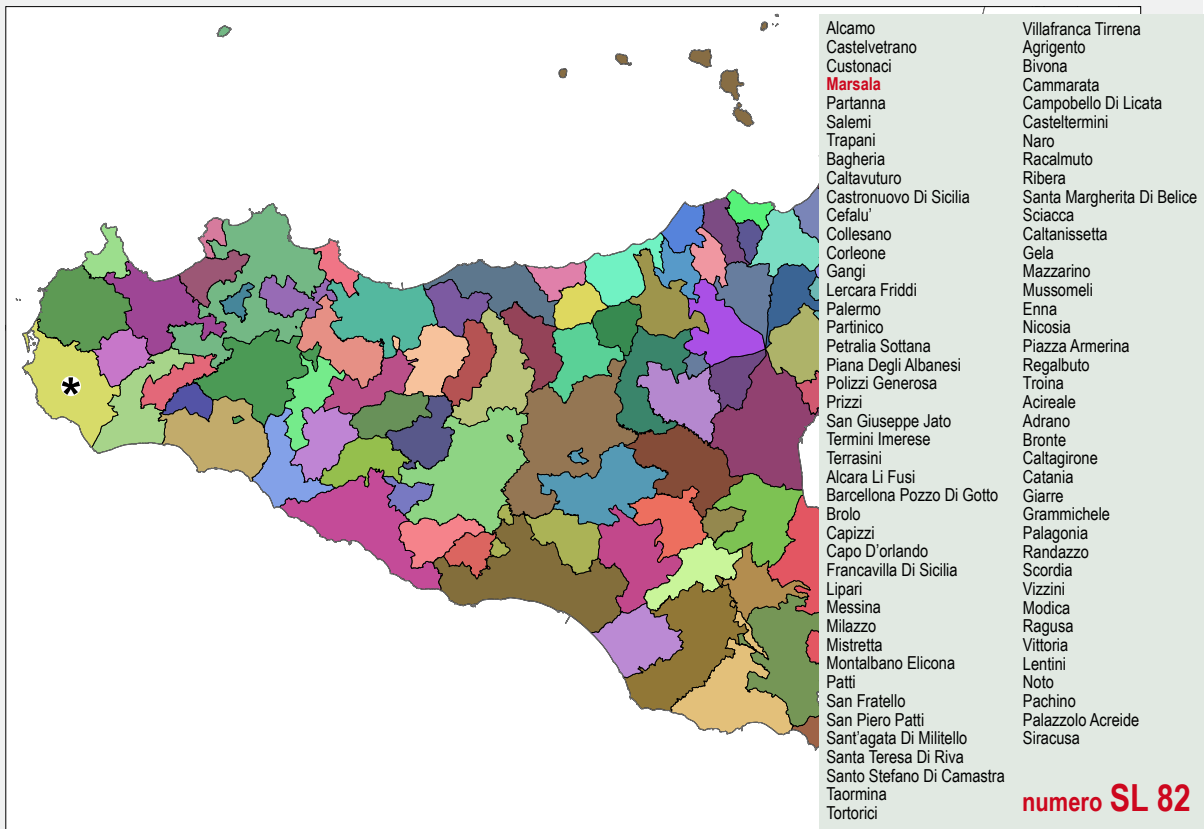 Alcamo
Castelvetrano
Custonaci
Marsala
Partanna
Salemi
Trapani
Bagheria
Caltavuturo
Castronuovo Di Sicilia
Cefalu'
Collesano
Corleone
Gangi
Lercara Friddi
Palermo
Partinico
Petralia Sottana
Piana Degli Albanesi
Polizzi Generosa
Prizzi
San Giuseppe Jato
Termini Imerese
Terrasini
Alcara Li Fusi
Barcellona Pozzo Di Gotto
Brolo
Capizzi
Capo D'orlando
Francavilla Di Sicilia
Lipari
Messina
Milazzo
Mistretta
Montalbano Elicona
Patti
San Fratello
San Piero Patti
Sant'agata Di Militello
Santa Teresa Di Riva
Santo Stefano Di Camastra
Taormina
Tortorici
Villafranca Tirrena
Agrigento
Bivona
Cammarata
Campobello Di Licata
Casteltermini
Naro
Racalmuto
Ribera
Santa Margherita Di Belice
Sciacca
Caltanissetta
Gela
Mazzarino
Mussomeli
Enna
Nicosia
Piazza Armerina
Regalbuto
Troina
Acireale
Adrano
Bronte
Caltagirone
Catania
Giarre
Grammichele
Palagonia
Randazzo
Scordia
Vizzini
Modica
Ragusa
Vittoria
Lentini
Noto
Pachino
Palazzolo Acreide
Siracusa
numero SL 82
*